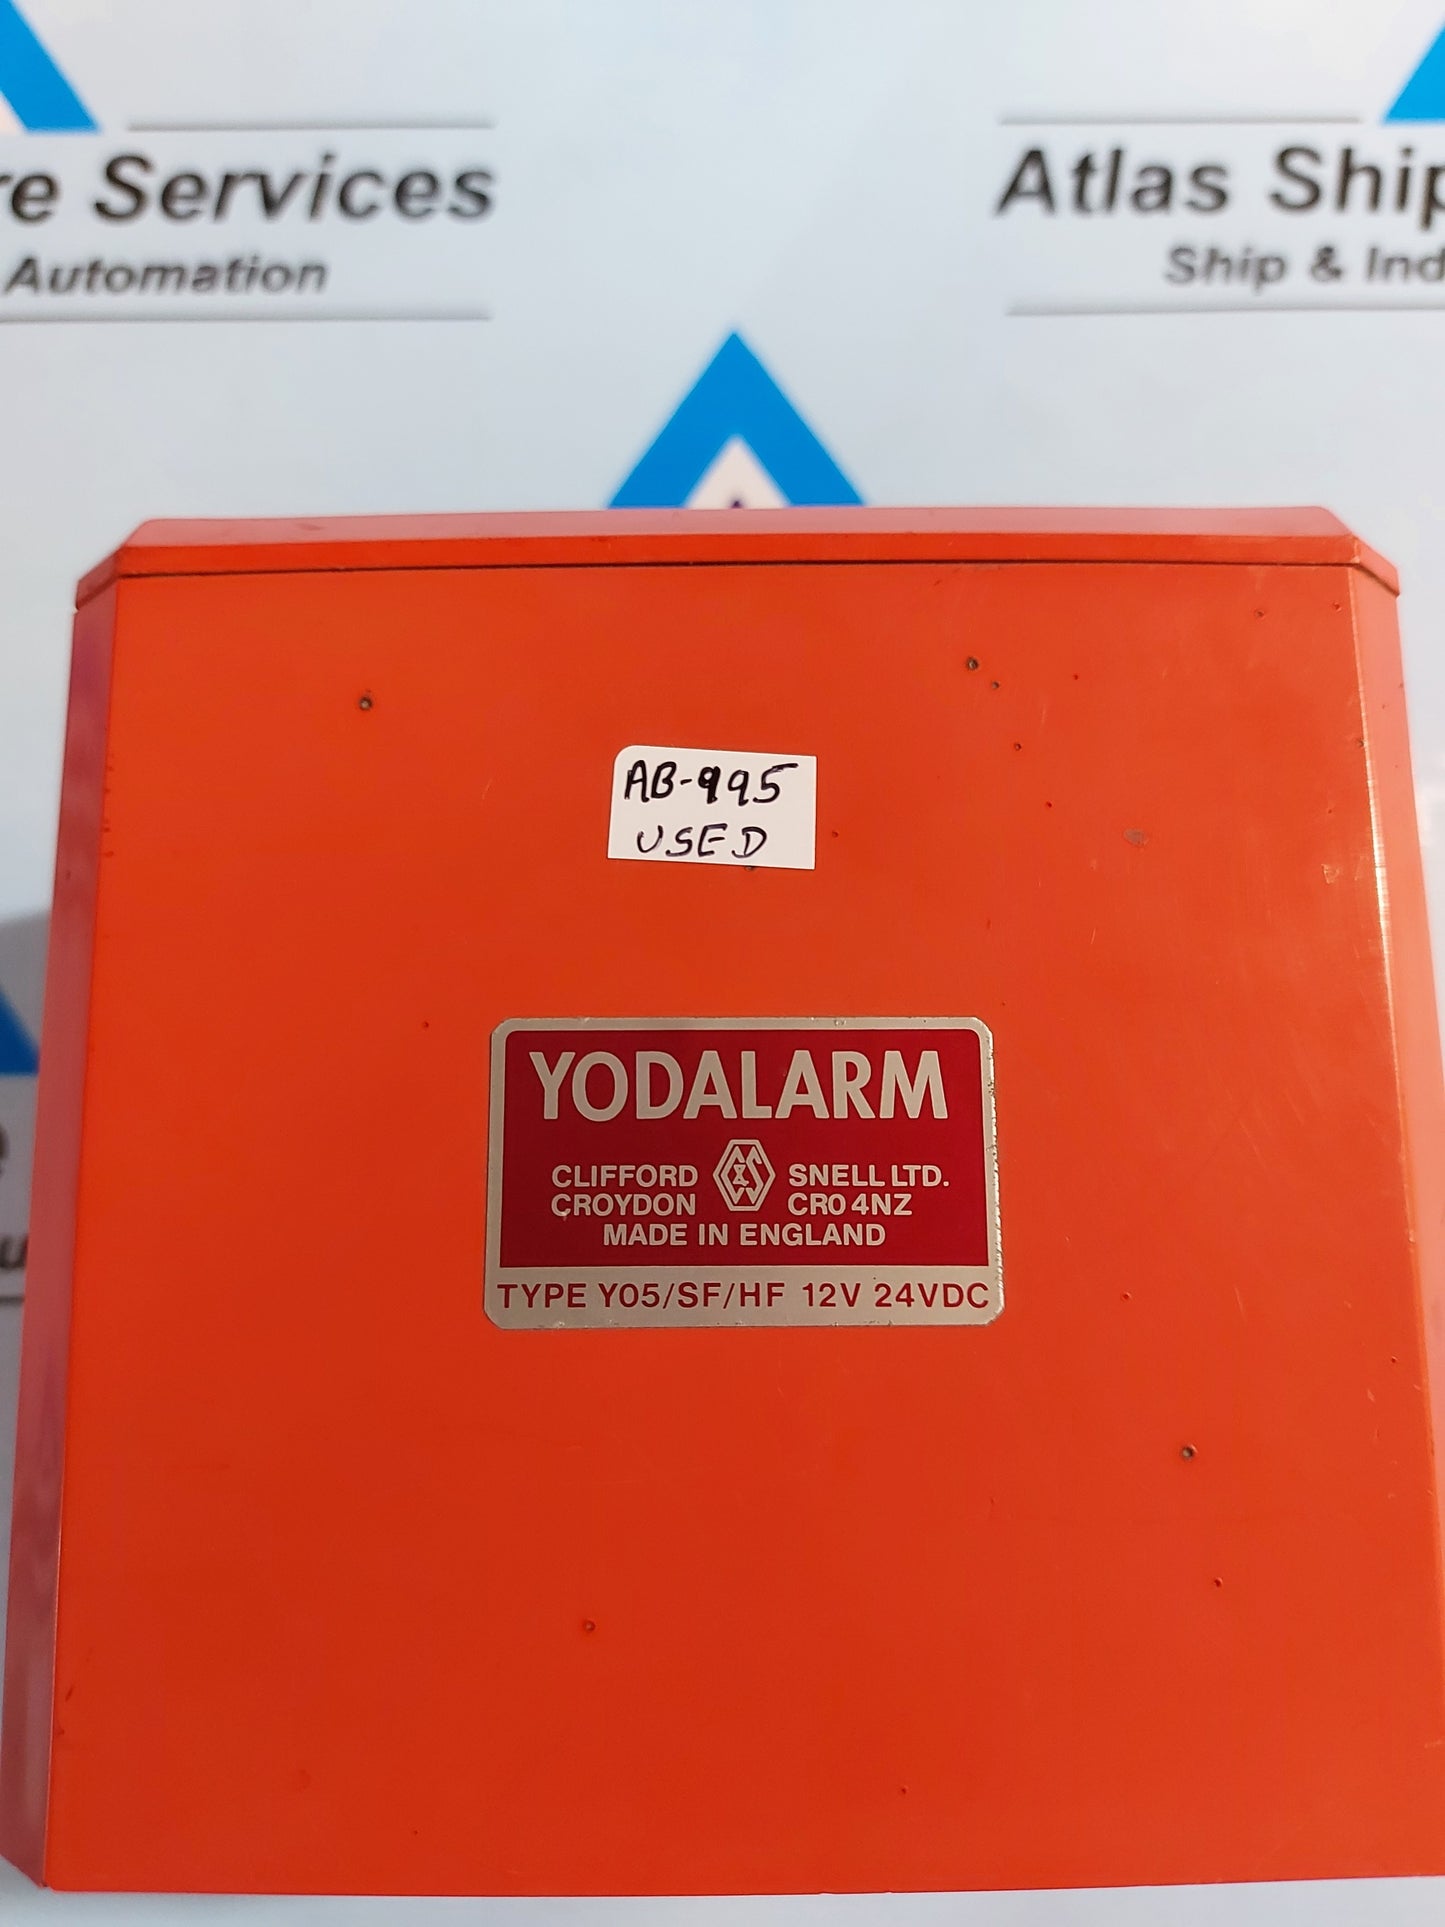 re Services
Automation
Atlas Ship
Ship & Ind
AB-995
USED
YODALARM
CLIFFORD C&S SNELL LTD.
CROYDON CR0 4NZ
MADE IN ENGLAND
TYPE YO5/SF/HF 12V 24VDC